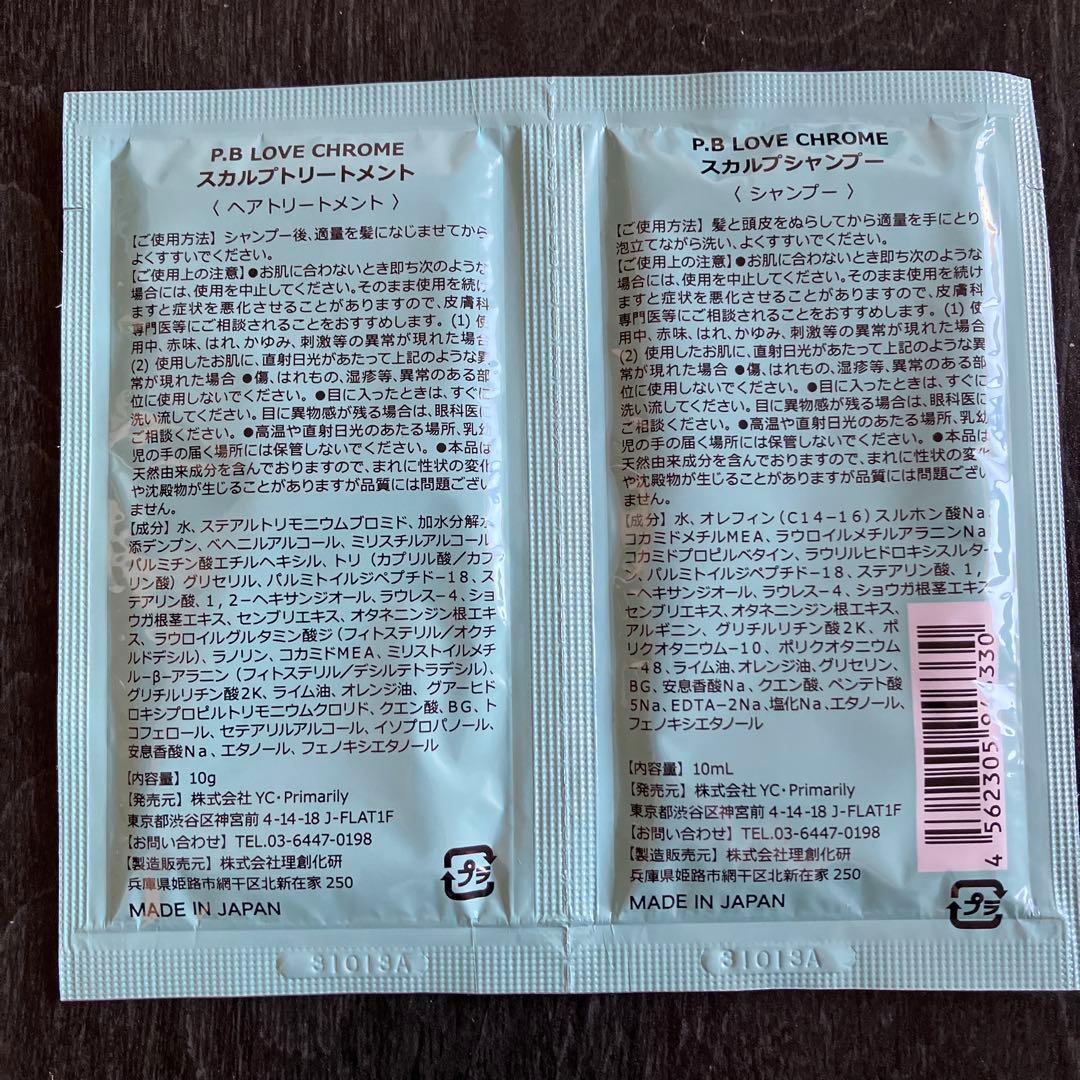 P.B LOVE CHROME
スカルプトリートメント
〈 ヘアトリートメント 〉
【ご使用方法】シャンプー後、適量を髪になじませてから
よくすすいでください。
【ご使用上の注意】●お肌に合わないとき即ち次のような
場合には、使用を中止してください。そのまま使用を続け
ますと症状を悪化させることがありますので、皮膚科
専門医等にご相談されることをおすすめします。(1) 使
用中、赤味、はれ、かゆみ、刺激等の異常が現れた場合
(2) 使用したお肌に、直射日光があたって上記のような異
常が現れた場合 ●傷、はれもの、湿疹等、異常のある部
位に使用しないでください。●目に入ったときは、すぐに
洗い流してください。目に異物感が残る場合は、眼科医に
ご相談ください。●高温や直射日光のあたる場所、乳幼
児の手の届く場所には保管しないでください。●本品は
天然由来成分を含んでおりますので、まれに性状の変化
や沈殿物が生じることがありますが品質には問題ござい
ません。
【成分】水、ステアルトリモニウムブロミド、加水分解水
添デンプン、ベヘニルアルコール、ミリスチルアルコール、
パルミチン酸エチルヘキシル、トリ（カプリル酸／カプ
リン酸）グリセリル、パルミトイルジペプチド－18、ス
テアリン酸、1，2－ヘキサンジオール、ラウレス－4、ショ
ウガ根茎エキス、センブリエキス、オタネニンジン根エキ
ス、ラウロイルグルタミン酸ジ（フィトステリル／オクチ
ルドデシル）、ラノリン、コカミドMEA、ミリストイルメチ
ル－β－アラニン（フィトステリル／デシルテトラデシル）、
グリチルリチン酸2K、ライム油、オレンジ油、グアーヒド
ロキシプロピルトリモニウムクロリド、クエン酸、BG、ト
コフェロール、セテアリルアルコール、イソプロパノール、
安息香酸Na、エタノール、フェノキシエタノール
【内容量】10g
【発売元】株式会社 YC・Primarily
東京都渋谷区神宮前 4-14-18 J-FLAT1F
【お問い合わせ】TEL.03-6447-0198
【製造販売元】株式会社理創化研
兵庫県姫路市網干区北新在家 250
MADE IN JAPAN
プラ
31013A
P.B LOVE CHROME
スカルプシャンプー
〈 シャンプー 〉
【ご使用方法】髪と頭皮をぬらしてから適量を手にとり、
泡立てながら洗い、よくすすいでください。
【ご使用上の注意】●お肌に合わないとき即ち次のような
場合には、使用を中止してください。そのまま使用を続け
ますと症状を悪化させることがありますので、皮膚科
専門医等にご相談されることをおすすめします。(1) 使
用中、赤味、はれ、かゆみ、刺激等の異常が現れた場合
(2) 使用したお肌に、直射日光があたって上記のような異
常が現れた場合 ●傷、はれもの、湿疹等、異常のある部
位に使用しないでください。●目に入ったときは、すぐに
洗い流してください。目に異物感が残る場合は、眼科医に
ご相談ください。●高温や直射日光のあたる場所、乳幼
児の手の届く場所には保管しないでください。●本品は
天然由来成分を含んでおりますので、まれに性状の変化
や沈殿物が生じることがありますが品質には問題ござい
ません。
【成分】水、オレフィン（C14－16）スルホン酸Na、
コカミドメチルMEA、ラウロイルメチルアラニンNa、
コカミドプロピルベタイン、ラウリルヒドロキシスルタイ
ン、パルミトイルジペプチド－18、ステアリン酸、1，
－ヘキサンジオール、ラウレス－4、ショウガ根茎エキス、
センブリエキス、オタネニンジン根エキス、
アルギニン、グリチルリチン酸2K、ポ
リクオタニウム－10、ポリクオタニウム
－48、ライム油、オレンジ油、グリセリン、
BG、安息香酸Na、クエン酸、ペンテト酸
5Na、EDTA－2Na、塩化Na、エタノール、
フェノキシエタノール
【内容量】10mL
【発売元】株式会社 YC・Primarily
東京都渋谷区神宮前 4-14-18 J-FLAT1F
【お問い合わせ】TEL.03-6447-0198
【製造販売元】株式会社理創化研
兵庫県姫路市網干区北新在家 250
MADE IN JAPAN
プラ
31013A